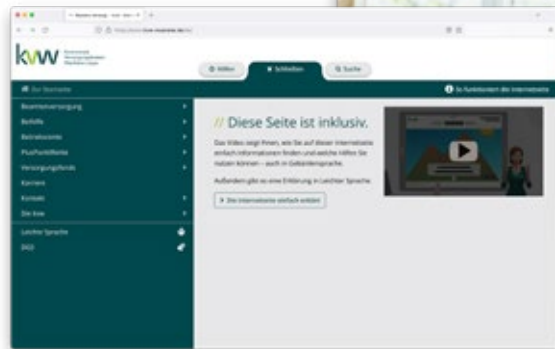 kvw
Hilfen
Schließen
Suche
Zur Startseite
So funktioniert die Internetseite
Beamtenversorgung
Beihilfe
Betriebsrente
PlusPunktRente
Versorgungsfonds
Karriere
Kontakt
Die kvw
Leichte Sprache
DGS
// Diese Seite ist inklusiv.
Das Video zeigt Ihnen, wie Sie auf dieser Internetseite
einfach Informationen finden und welche Hilfen Sie
nutzen können – auch in Gebärdensprache.
Außerdem gibt es eine Erklärung in Leichter Sprache.
Die Internetseite einfach erklärt